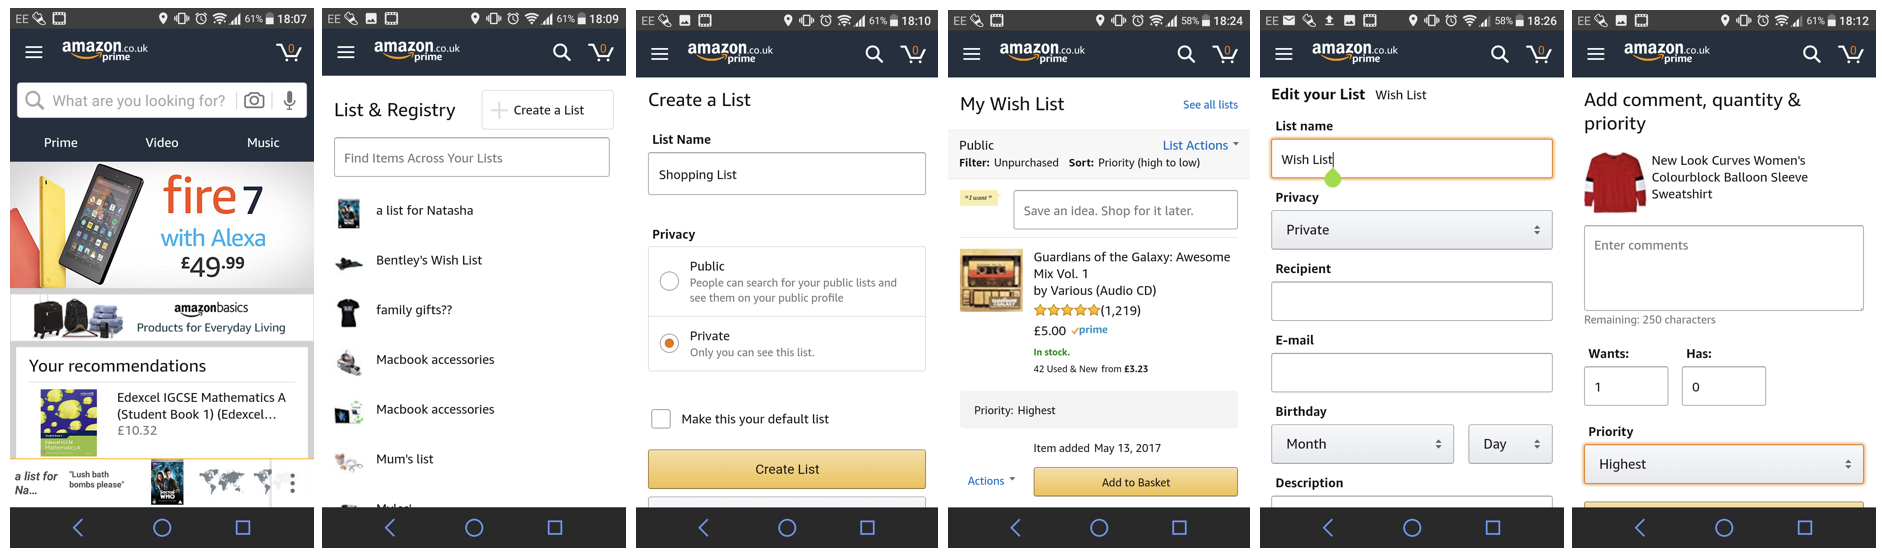 EE 61% 18:07
amazon.co.uk
prime
0
What are you looking for?
Prime Video Music
fire 7
with Alexa
£49.99
amazonbasics
Products for Everyday Living
Your recommendations
Edexcel IGCSE Mathematics A
(Student Book 1) (Edexcel...
£10.32
a list for
Na...
"Lush bath
bombs please"
DOCTOR
WHO
EE 61% 18:09
amazon.co.uk
prime
0
List & Registry
Create a List
Find Items Across Your Lists
a list for Natasha
Bentley's Wish List
family gifts??
Macbook accessories
Macbook accessories
Mum's list
EE 61% 18:10
amazon.co.uk
prime
0
Create a List
List Name
Shopping List
Privacy
Public
People can search for your public lists and
see them on your public profile
Private
Only you can see this list.
Make this your default list
Create List
EE 58% 18:24
amazon.co.uk
prime
0
My Wish List
See all lists
Public
List Actions
Filter: Unpurchased Sort: Priority (high to low)
"I want"
Save an idea. Shop for it later.
Guardians of the Galaxy: Awesome
Mix Vol. 1
by Various (Audio CD)
(1,219)
£5.00 prime
In stock.
42 Used & New from £3.23
Priority: Highest
Item added May 13, 2017
Actions
Add to Basket
EE 58% 18:26
amazon.co.uk
prime
0
Edit your List Wish List
List name
Wish List
Privacy
Private
Recipient
E-mail
Birthday
Month Day
Description
EE 61% 18:12
amazon.co.uk
prime
0
Add comment, quantity &
priority
New Look Curves Women's
Colourblock Balloon Sleeve
Sweatshirt
Enter comments
Remaining: 250 characters
Wants: Has:
1 0
Priority
Highest